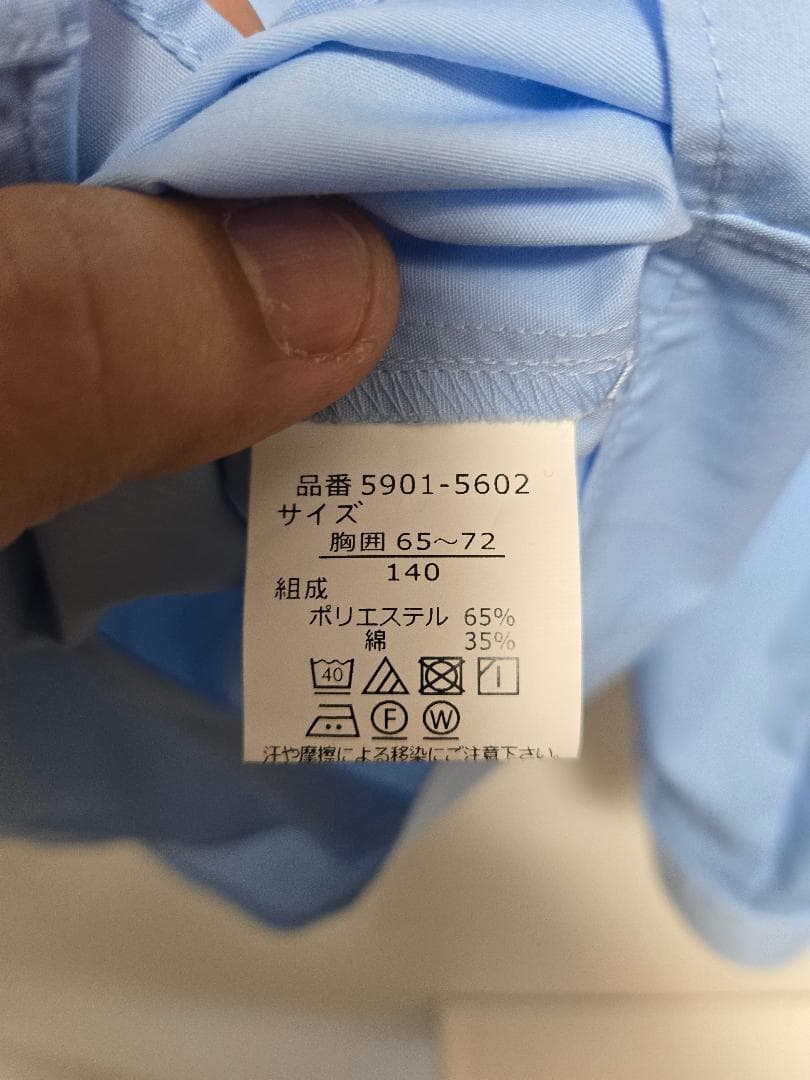 品番 5901-5602
サイズ
胸囲 65～72
140
組成
ポリエステル 65%
綿 35%
40
F W
汗や摩擦による移染にご注意下さい。